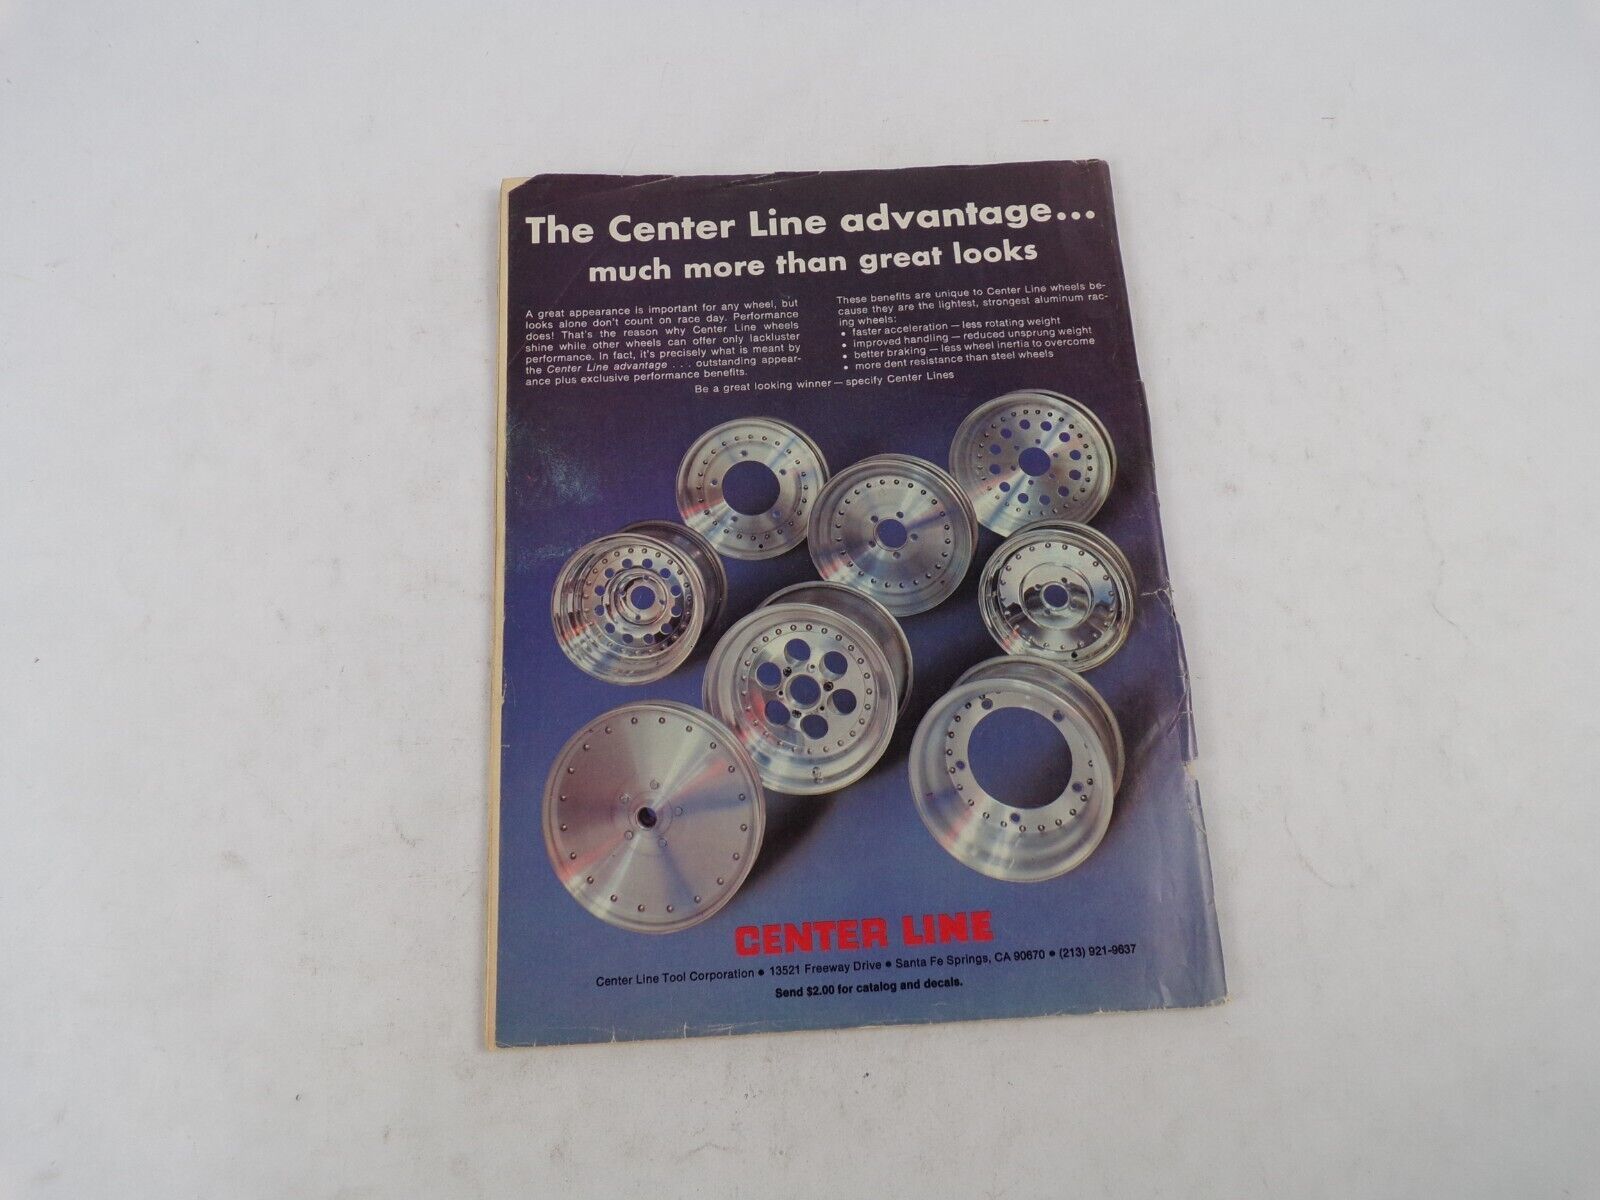 The Center Line advantage...
much more than great looks
A great appearance is important for any wheel, but
looks alone don't count on race day. Performance
does! That's the reason why Center Line wheels
shine while other wheels can offer only lackluster
performance. In fact, it's precisely what is meant by
the Center Line advantage . . . outstanding appear-
ance plus exclusive performance benefits.
These benefits are unique to Center Line wheels be-
cause they are the lightest, strongest aluminum rac-
ing wheels:
• faster acceleration — less rotating weight
• improved handling — reduced unsprung weight
• better braking — less wheel inertia to overcome
• more dent resistance than steel wheels
Be a great looking winner — specify Center Lines
CENTER LINE
Center Line Tool Corporation • 13521 Freeway Drive • Santa Fe Springs, CA 90670 • (213) 921-9637
Send $2.00 for catalog and decals.